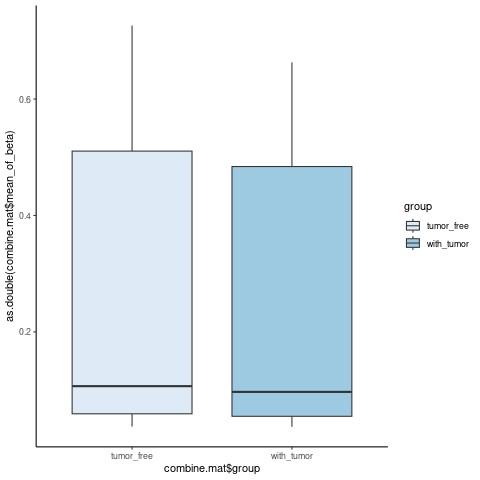 as.double(combine.mat$mean_of_beta)
0.6
0.4
0.2
tumor_free
with_tumor
combine.mat$group
group
tumor_free
with_tumor